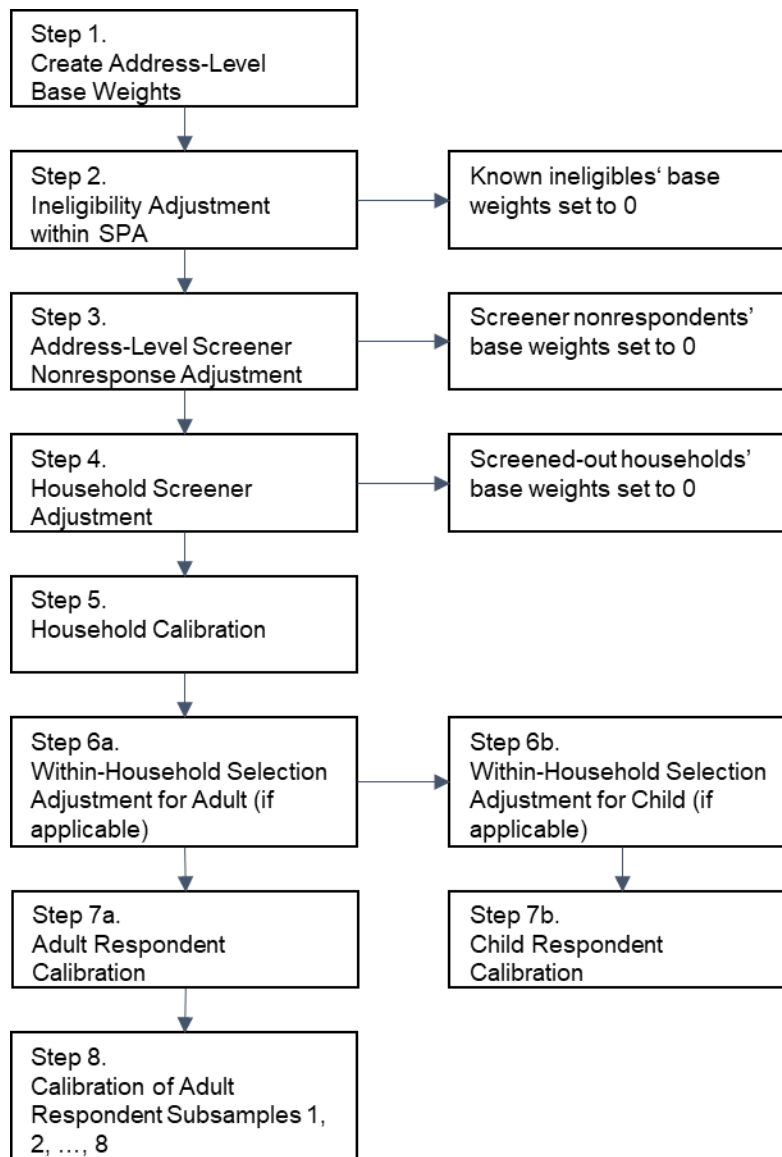 Step 1.
Create Address-Level
Base Weights
Step 2.
Ineligibility Adjustment
within SPA
Known ineligibles‘ base
weights set to 0
Step 3.
Address-Level Screener
Nonresponse Adjustment
Screener nonrespondents’
base weights set to 0
Step 4.
Household Screener
Adjustment
Screened-out households’
base weights set to 0
Step 5.
Household Calibration
Step 6a.
Within-Household Selection
Adjustment for Adult (if
applicable)
Step 6b.
Within-Household Selection
Adjustment for Child (if
applicable)
Step 7a.
Adult Respondent
Calibration
Step 7b.
Child Respondent
Calibration
Step 8.
Calibration of Adult
Respondent Subsamples 1,
2, …, 8